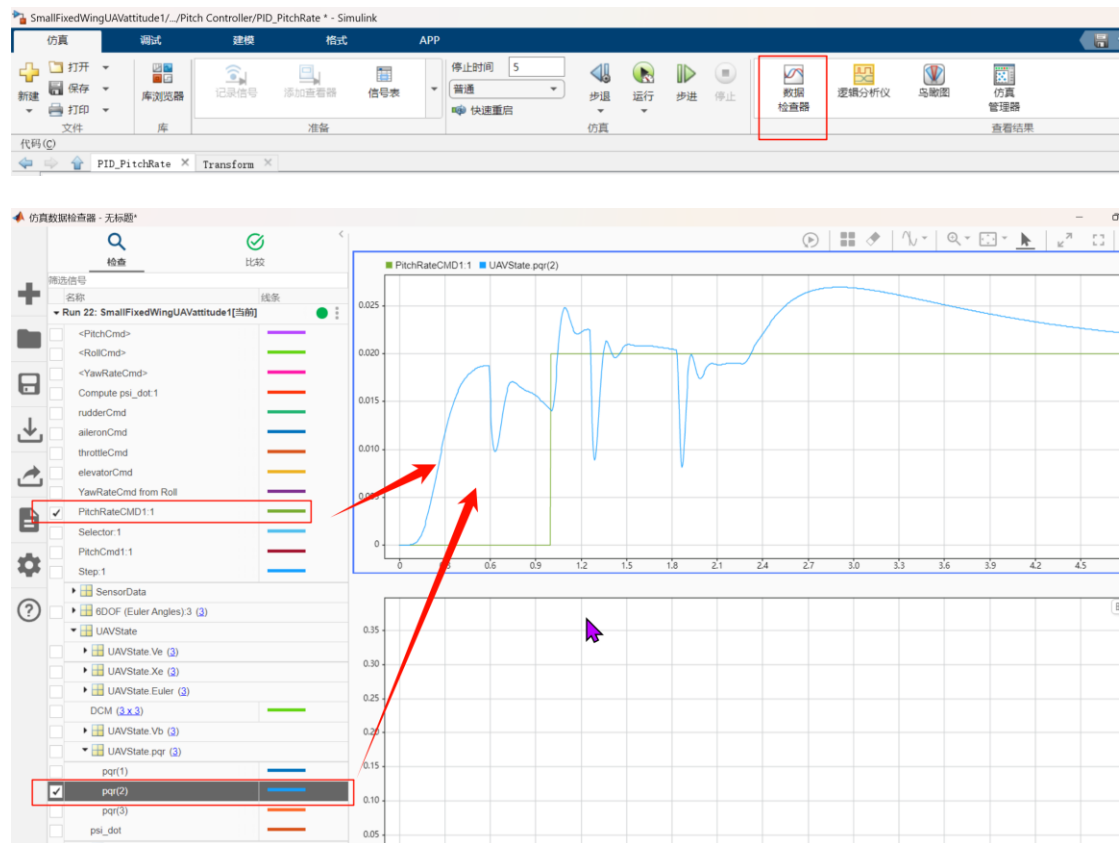 SmallFixedWingUAVattitude1/.../Pitch Controller/PID_PitchRate * - Simulink
仿真 调试 建模 格式 APP
新建 打开 保存 打印 库浏览器 记录信号 添加查看器 信号表 停止时间 5 普通 快速重启 步退 运行 步进 停止 数据检查器 逻辑分析仪 鸟瞰图 仿真管理器
文件 库 准备 仿真 查看结果
代码(C)
PID_PitchRate × Transform ×
仿真数据检查器 - 无标题*
检查 比较
筛选信号
名称 线条
Run 22: SmallFixedWingUAVattitude1[当前]
<PitchCmd>
<RollCmd>
<YawRateCmd>
Compute psi_dot:1
rudderCmd
aileronCmd
throttleCmd
elevatorCmd
YawRateCmd from Roll
PitchRateCMD1:1
Selector:1
PitchCmd1:1
Step:1
SensorData
6DOF (Euler Angles):3 (3)
UAVState
UAVState.Ve (3)
UAVState.Xe (3)
UAVState.Euler (3)
DCM (3 x 3)
UAVState.Vb (3)
UAVState.pqr (3)
pqr(1)
pqr(2)
pqr(3)
psi_dot
PitchRateCMD1:1 UAVState.pqr(2)
0.025
0.020
0.015
0.010
0
0 0.6 0.9 1.2 1.5 1.8 2.1 2.4 2.7 3.0 3.3 3.6 3.9 4.2 4.5
0.35
0.30
0.25
0.20
0.15
0.10
0.05